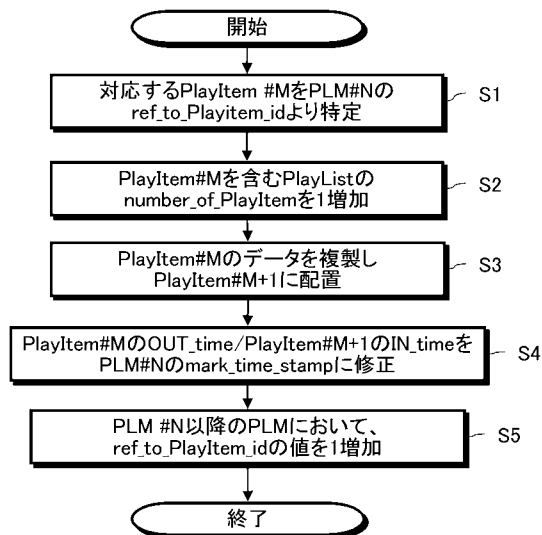 開始
対応するPlayItem #MをPLM#Nの
ref_to_Playitem_idより特定
S1
PlayItem#Mを含むPlayListの
number_of_PlayItemを1増加
S2
PlayItem#Mのデータを複製し
PlayItem#M+1に配置
S3
PlayItem#MのOUT_time/PlayItem#M+1のIN_timeを
PLM#Nのmark_time_stampに修正
S4
PLM #N以降のPLMにおいて、
ref_to_PlayItem_idの値を1増加
S5
終了